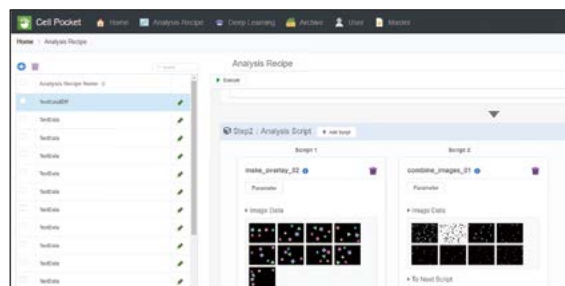 Cell Pocket Home Analysis Recipe Deep Learning Archive User Master
Home Analysis Recipe
Analysis Recipe
Execute
Analysis Recipe Name
TestData
TestData
TestData
TestData
TestData
TestData
TestData
TestData
TestData
TestData
Step2 : Analysis Script Add Script
Script 1 Script 2
make_overlay_02 combine_images_01
Parameter Parameter
Image Data Image Data
To Next Script